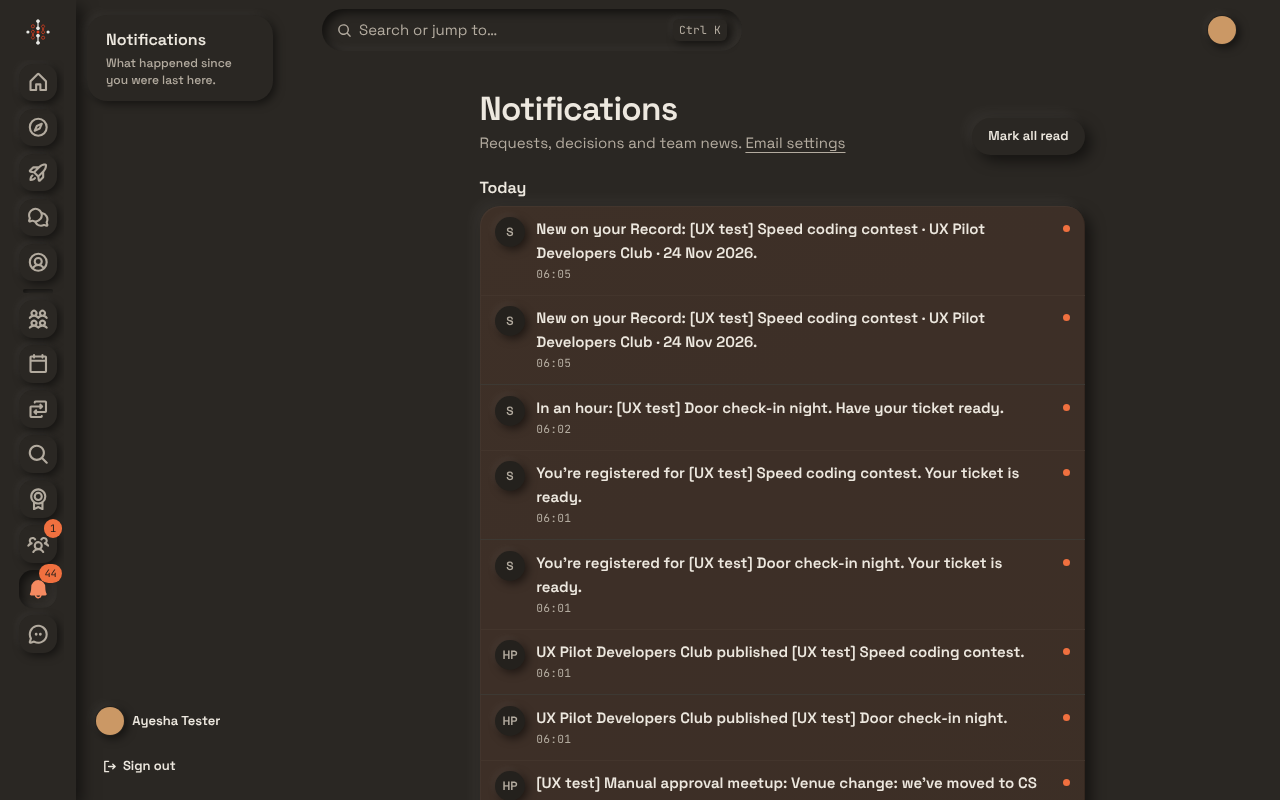 Notifications
What happened since
you were last here.
Search or jump to…
Ctrl K
Notifications
Requests, decisions and team news. Email settings
Mark all read
Today
S
New on your Record: [UX test] Speed coding contest · UX Pilot
Developers Club · 24 Nov 2026.
06:05
S
New on your Record: [UX test] Speed coding contest · UX Pilot
Developers Club · 24 Nov 2026.
06:05
S
In an hour: [UX test] Door check-in night. Have your ticket ready.
06:02
S
You’re registered for [UX test] Speed coding contest. Your ticket is
ready.
06:01
S
You’re registered for [UX test] Door check-in night. Your ticket is
ready.
06:01
HP
UX Pilot Developers Club published [UX test] Speed coding contest.
06:01
HP
UX Pilot Developers Club published [UX test] Door check-in night.
06:01
HP
[UX test] Manual approval meetup: Venue change: we’ve moved to CS
1
44
Ayesha Tester
Sign out